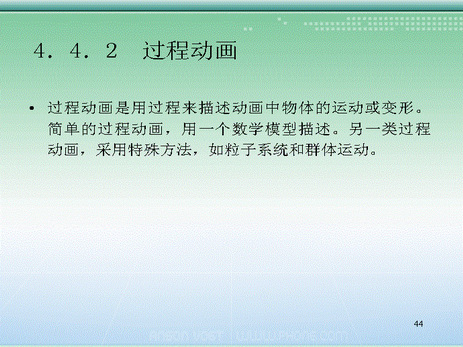 4．4．2　过程动画
• 过程动画是用过程来描述动画中物体的运动或变形。
简单的过程动画，用一个数学模型描述。另一类过程
动画，采用特殊方法，如粒子系统和群体运动。
44